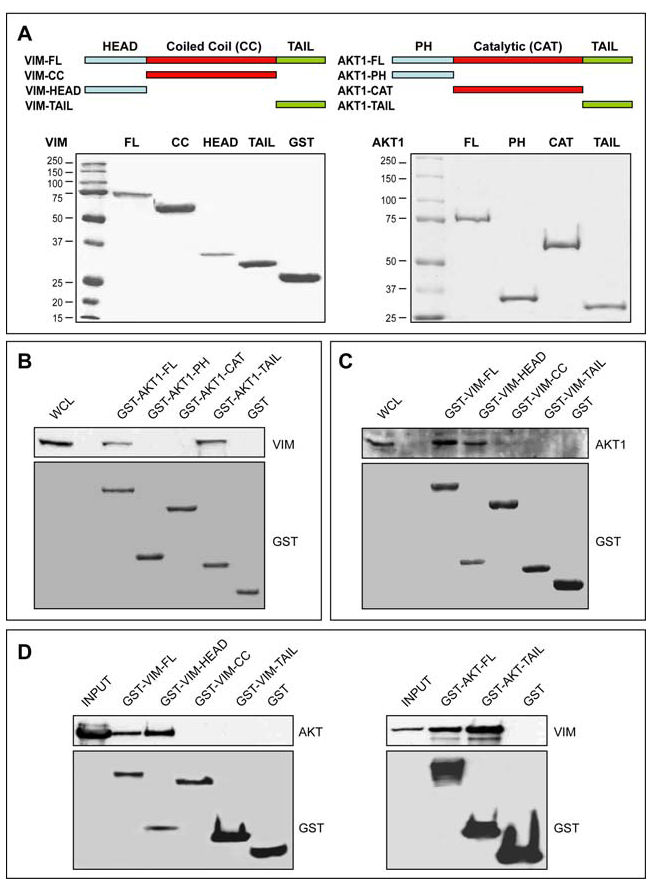 A
HEAD Coiled Coil (CC) TAIL
VIM-FL
VIM-CC
VIM-HEAD
VIM-TAIL
PH Catalytic (CAT) TAIL
AKT1-FL
AKT1-PH
AKT1-CAT
AKT1-TAIL
VIM FL CC HEAD TAIL GST
250
150
100
75
50
37
25
20
15
AKT1 FL PH CAT TAIL
250
150
100
75
50
37
25
B
WCL GST-AKT1-FL GST-AKT1-PH GST-AKT1-CAT GST-AKT1-TAIL GST
VIM
GST
C
WCL GST-VIM-FL GST-VIM-HEAD GST-VIM-CC GST-VIM-TAIL GST
AKT1
GST
D
INPUT GST-VIM-FL GST-VIM-HEAD GST-VIM-CC GST-VIM-TAIL GST
AKT
GST
INPUT GST-AKT-FL GST-AKT-TAIL GST
VIM
GST